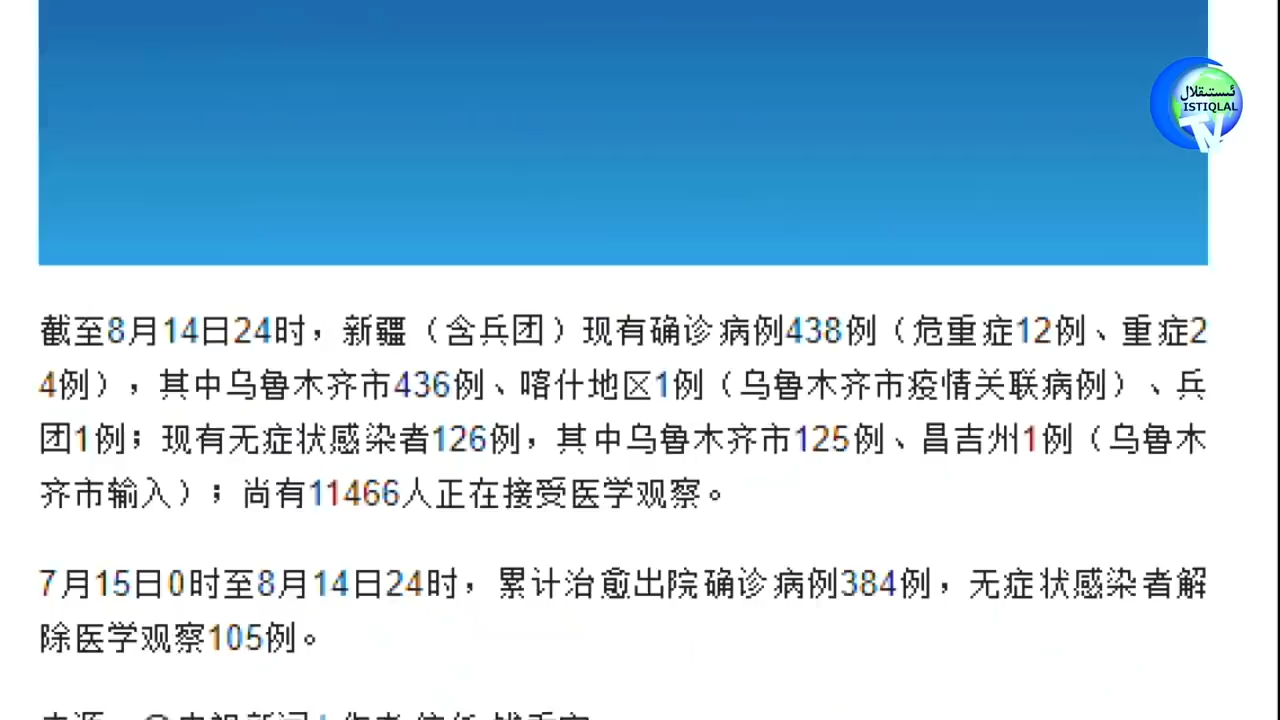 ئىستىقلال
ISTIQLAL
TV
截至8月14日24时，新疆（含兵团）现有确诊病例438例（危重症12例、重症2
4例），其中乌鲁木齐市436例、喀什地区1例（乌鲁木齐市疫情关联病例）、兵
团1例；现有无症状感染者126例，其中乌鲁木齐市125例、昌吉州1例（乌鲁木
齐市输入）；尚有11466人正在接受医学观察。
7月15日0时至8月14日24时，累计治愈出院确诊病例384例，无症状感染者解
除医学观察105例。